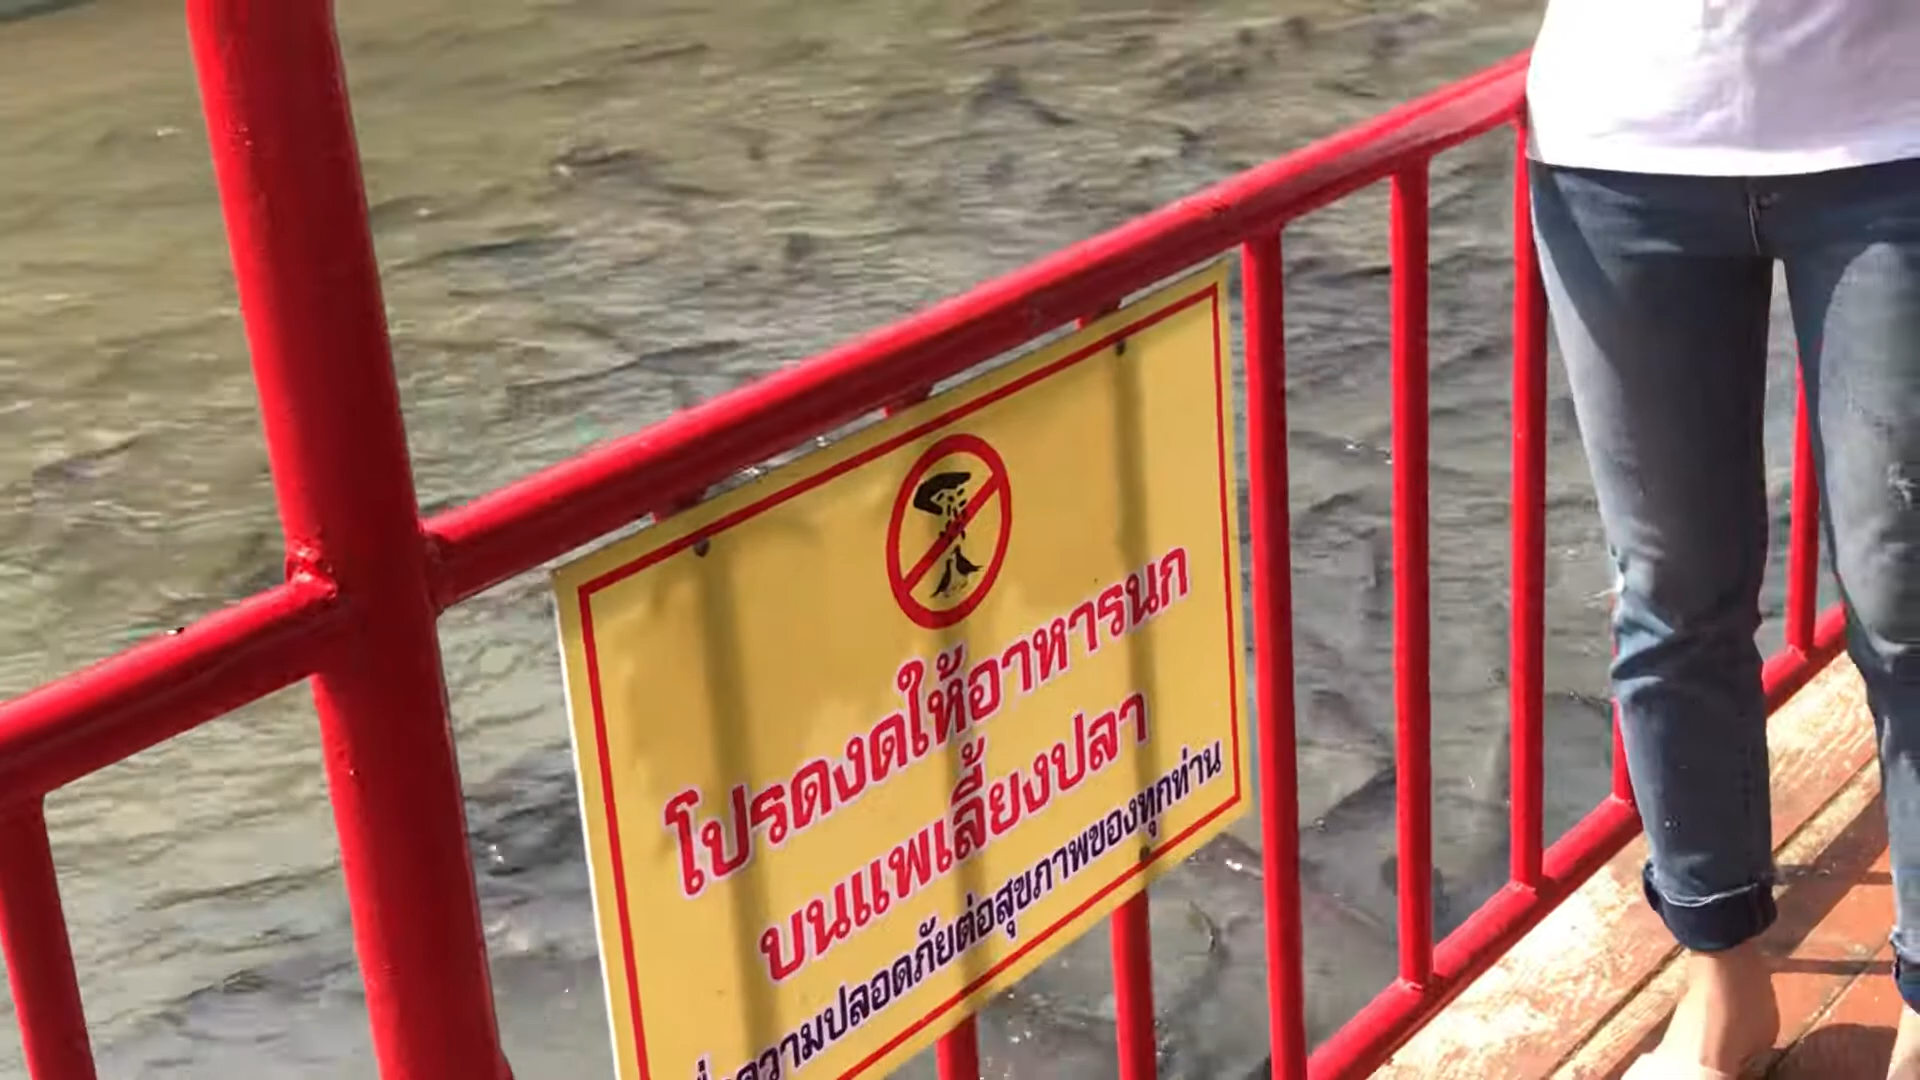 โปรดงดให้อาหารนก
บนแพเลี้ยงปลา
ความปลอดภัยต่อสุขภาพของทุกท่าน